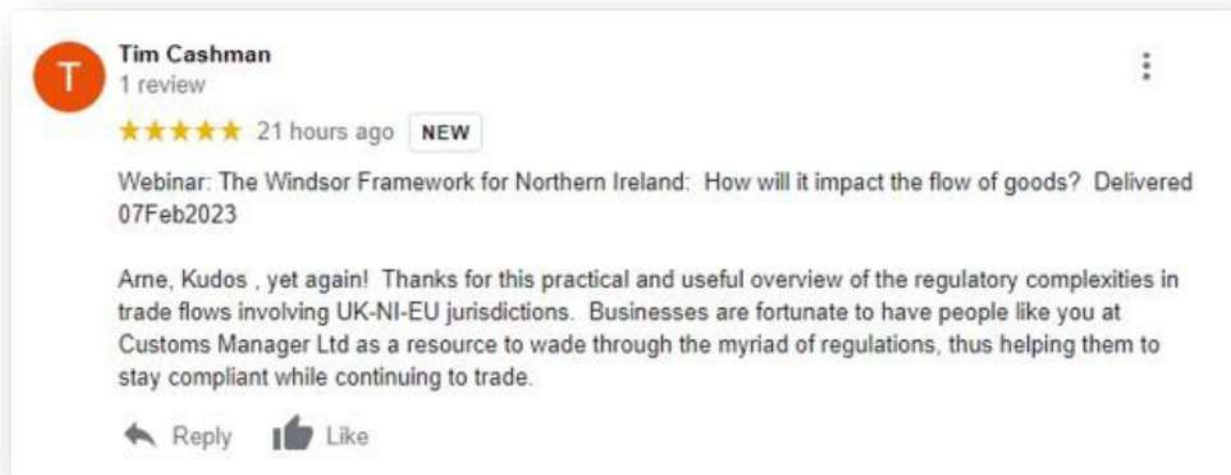 T
Tim Cashman
1 review
21 hours ago NEW
Webinar: The Windsor Framework for Northern Ireland:  How will it impact the flow of goods?  Delivered
07Feb2023
Arne, Kudos , yet again!  Thanks for this practical and useful overview of the regulatory complexities in
trade flows involving UK-NI-EU jurisdictions.  Businesses are fortunate to have people like you at
Customs Manager Ltd as a resource to wade through the myriad of regulations, thus helping them to
stay compliant while continuing to trade.
Reply Like